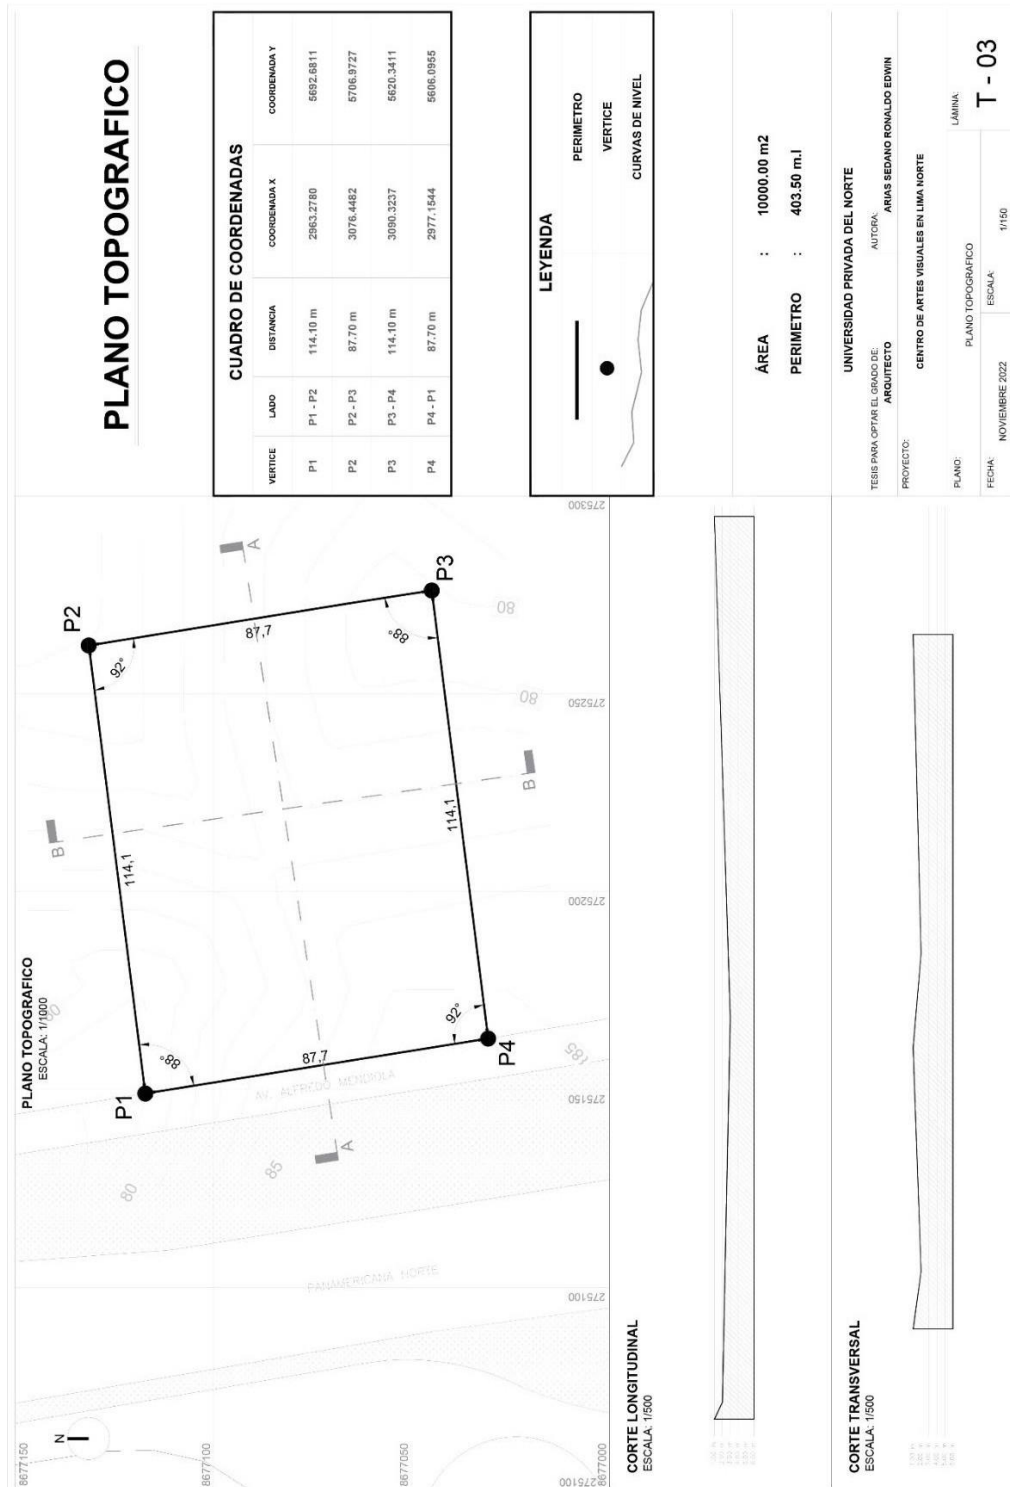 PLANO TOPOGRAFICO
ESCALA: 1/1000
N
8677150
8677100
8677050
8677000
275100
275100
275150
275200
275250
275300
P1
P2
P3
P4
114,1
87,7
114,1
87,7
88°
92°
88°
92°
A
A
B
B
80
80
85
185
80
80
AV. ALFREDO MENDIOLA
PANAMERICANA NORTE
CORTE LONGITUDINAL
ESCALA: 1/500
CORTE TRANSVERSAL
ESCALA: 1/500
PLANO TOPOGRAFICO
CUADRO DE COORDENADAS
VERTICE LADO DISTANCIA COORDENADA X COORDENADA Y
P1 P1 - P2 114.10 m 2963.2780 5692.6811
P2 P2 - P3 87.70 m 3076.4482 5706.9727
P3 P3 - P4 114.10 m 3090.3237 5620.3411
P4 P4 - P1 87.70 m 2977.1544 5606.0955
LEYENDA
PERIMETRO
VERTICE
CURVAS DE NIVEL
ÁREA : 10000.00 m2
PERIMETRO : 403.50 m.l
UNIVERSIDAD PRIVADA DEL NORTE
TESIS PARA OPTAR EL GRADO DE:
ARQUITECTO
AUTORA:
ARIAS SEDANO RONALDO EDWIN
PROYECTO:
CENTRO DE ARTES VISUALES EN LIMA NORTE
PLANO:
PLANO TOPOGRAFICO
LÁMINA:
T - 03
FECHA:
NOVIEMBRE 2022
ESCALA:
1/150